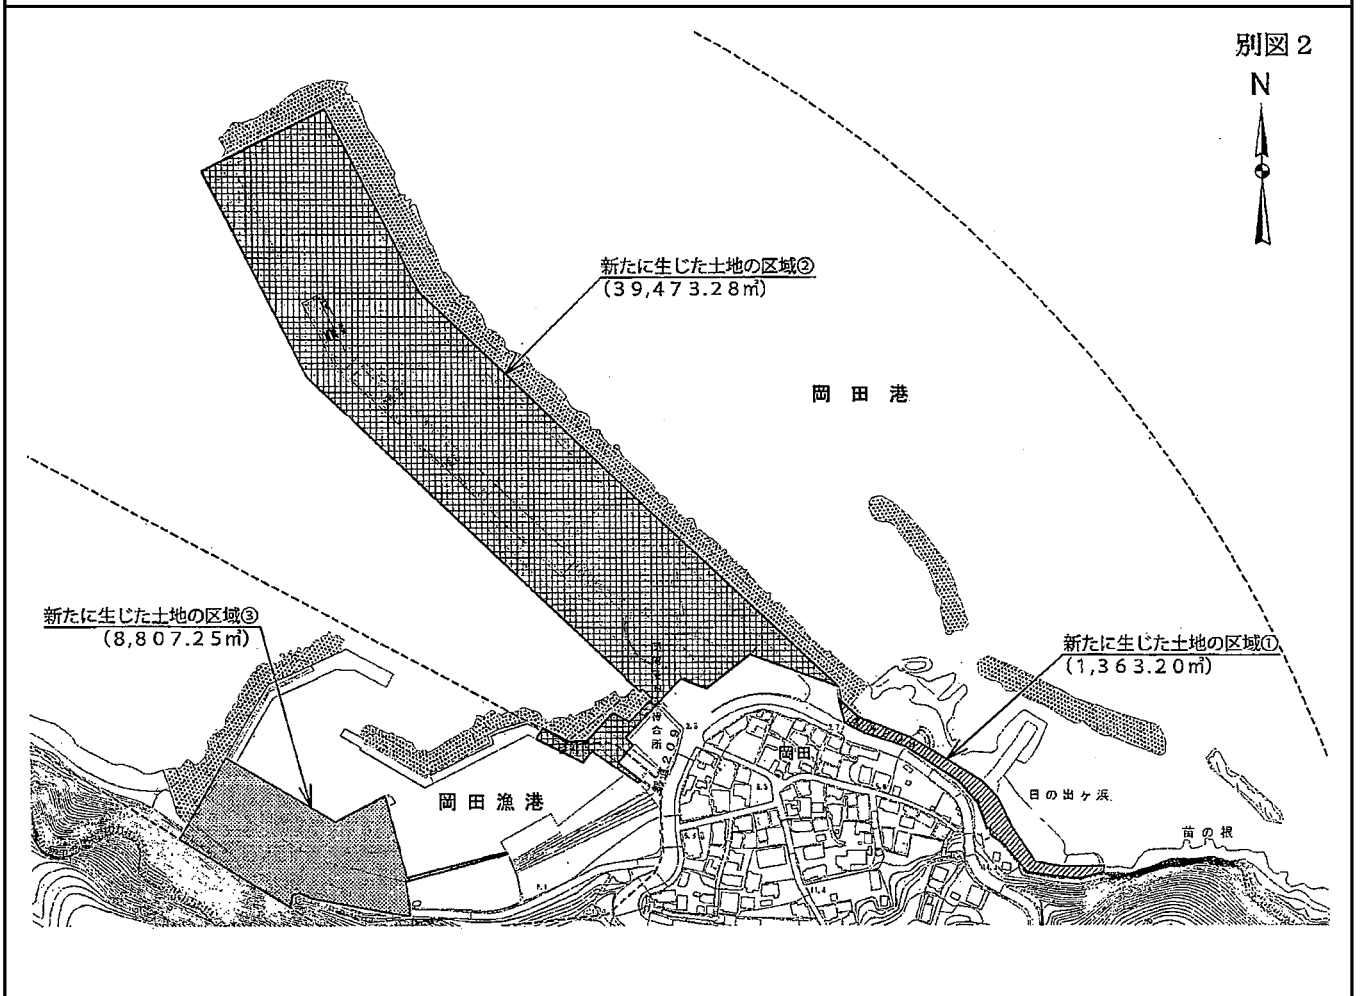 別図2
N
新たに生じた土地の区域②
(39,473.28㎡)
岡田港
新たに生じた土地の区域③
(8,807.25㎡)
新たに生じた土地の区域①
(1,363.20㎡)
待合所
岡田
岡田漁港
日の出ヶ浜
苗の根